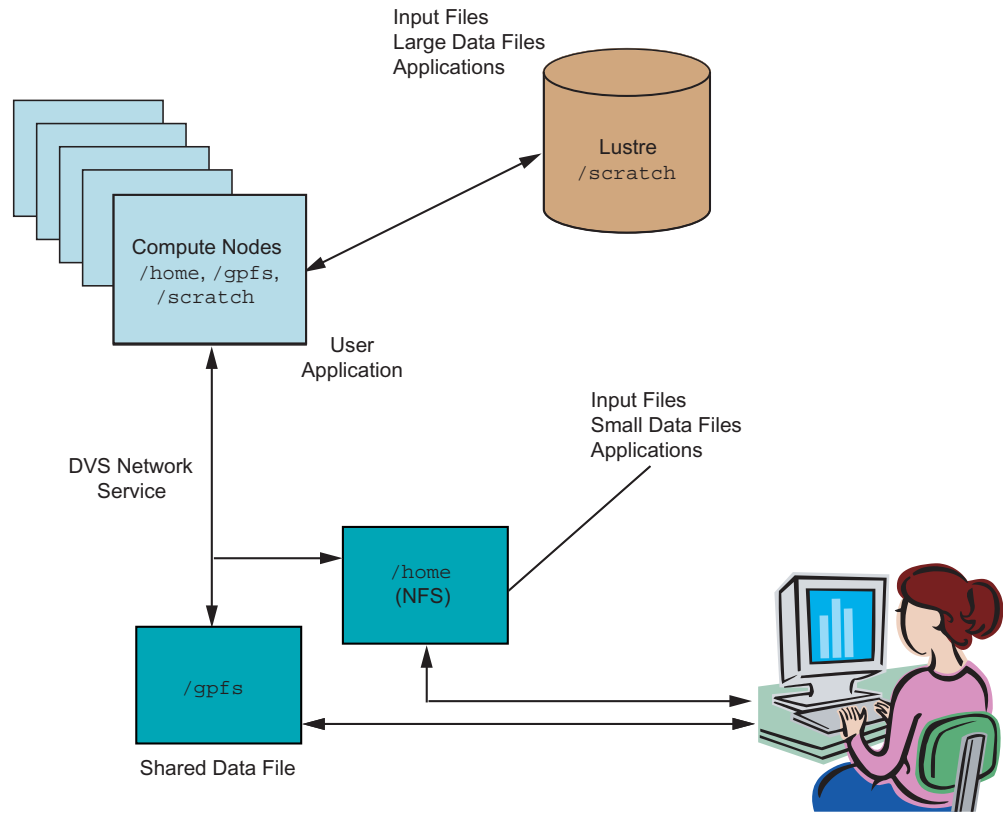 Input Files
Large Data Files
Applications
Lustre
/scratch
Compute Nodes
/home, /gpfs,
/scratch
User
Application
Input Files
Small Data Files
Applications
DVS Network
Service
/home
(NFS)
/gpfs
Shared Data File